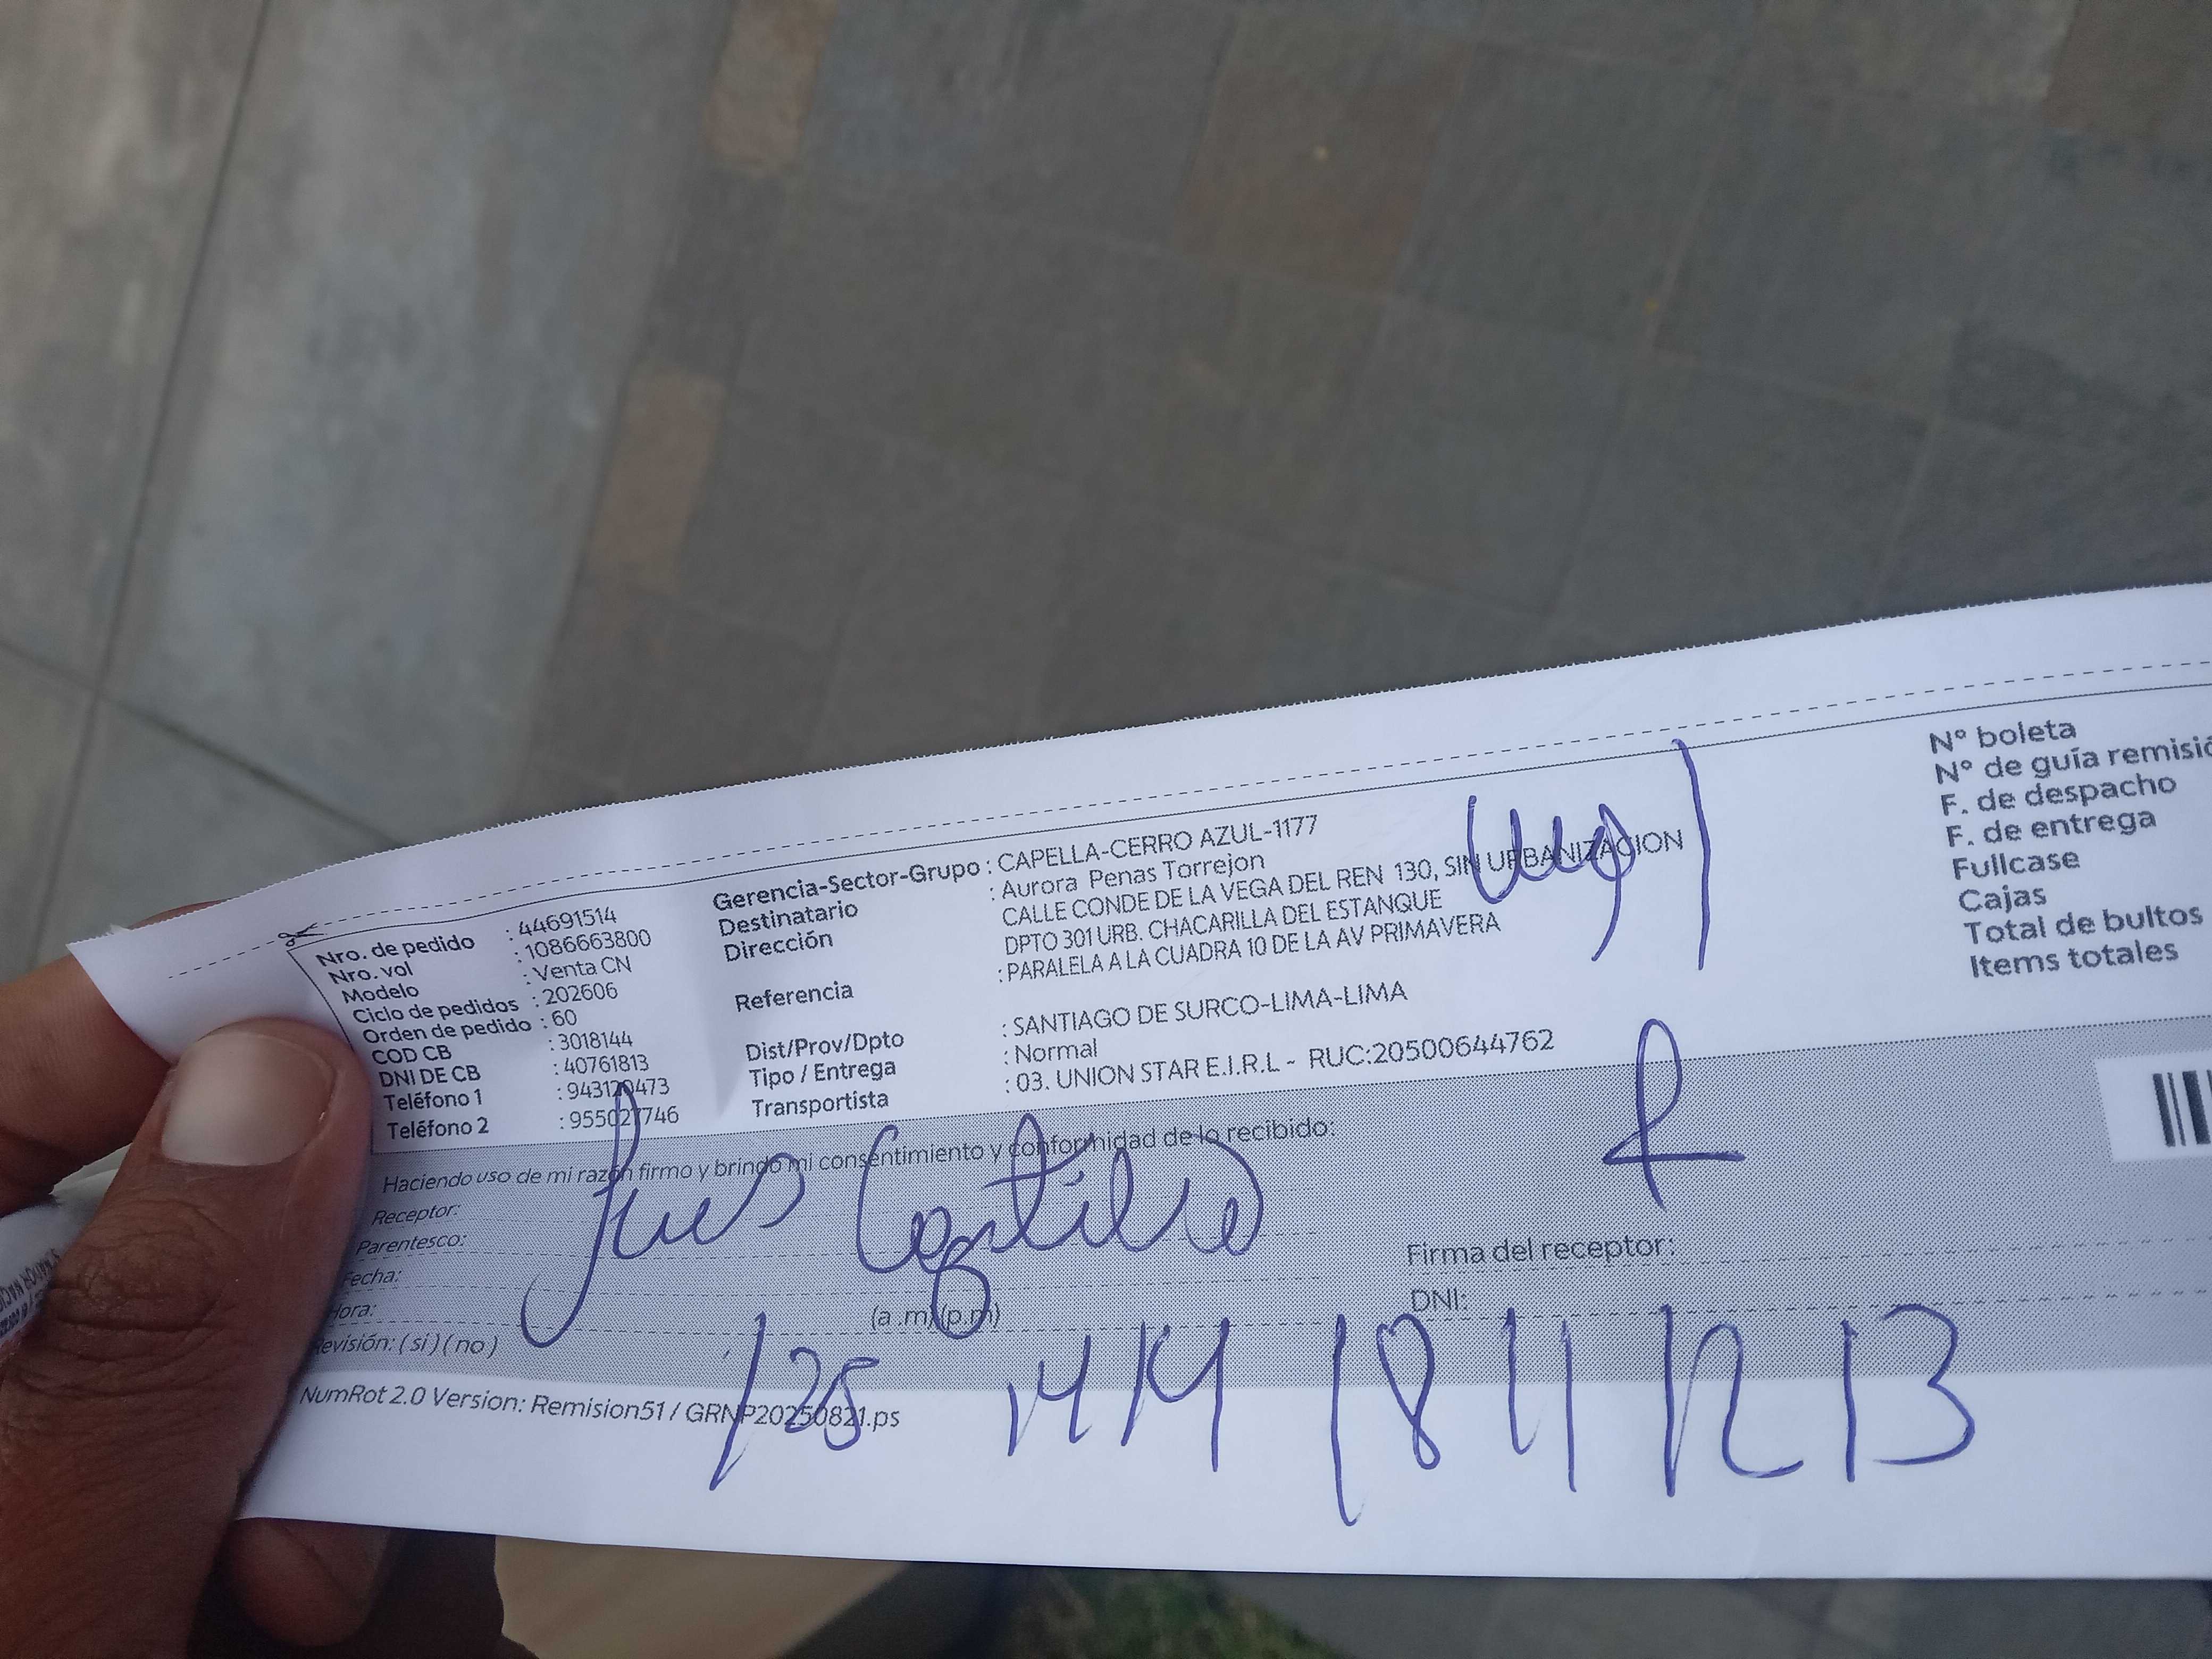 Nro. de pedido : 44691514
Nro. vol : 1086663800
Modelo : Venta CN
Ciclo de pedidos : 202606
Orden de pedido : 60
COD CB : 3018144
DNI DE CB : 40761813
Teléfono 1 : 943120473
Teléfono 2 : 955027746
Gerencia-Sector-Grupo : CAPELLA-CERRO AZUL-1177
Destinatario : Aurora Penas Torrejon
Dirección CALLE CONDE DE LA VEGA DEL REN 130, SIN URBANIZACION
DPTO 301 URB. CHACARILLA DEL ESTANQUE
Referencia : PARALELA A LA CUADRA 10 DE LA AV PRIMAVERA
Dist/Prov/Dpto : SANTIAGO DE SURCO-LIMA-LIMA
Tipo / Entrega : Normal
Transportista : 03. UNION STAR E.I.R.L - RUC:20500644762
N° boleta
N° de guía
F. de despacho
F. de entrega
Fullcase
Cajas
Total de bultos
Items totales
Haciendo uso de mi razón firmo y brindo mi consentimiento y conformidad de lo recibido:
Receptor:
Parentesco:
Fecha:
Hora: (a .m) (p.m)
Revisión: ( si ) ( no )
Firma del receptor:
DNI:
NumRot 2.0 Version: Remision51 / GRNP20250821.ps